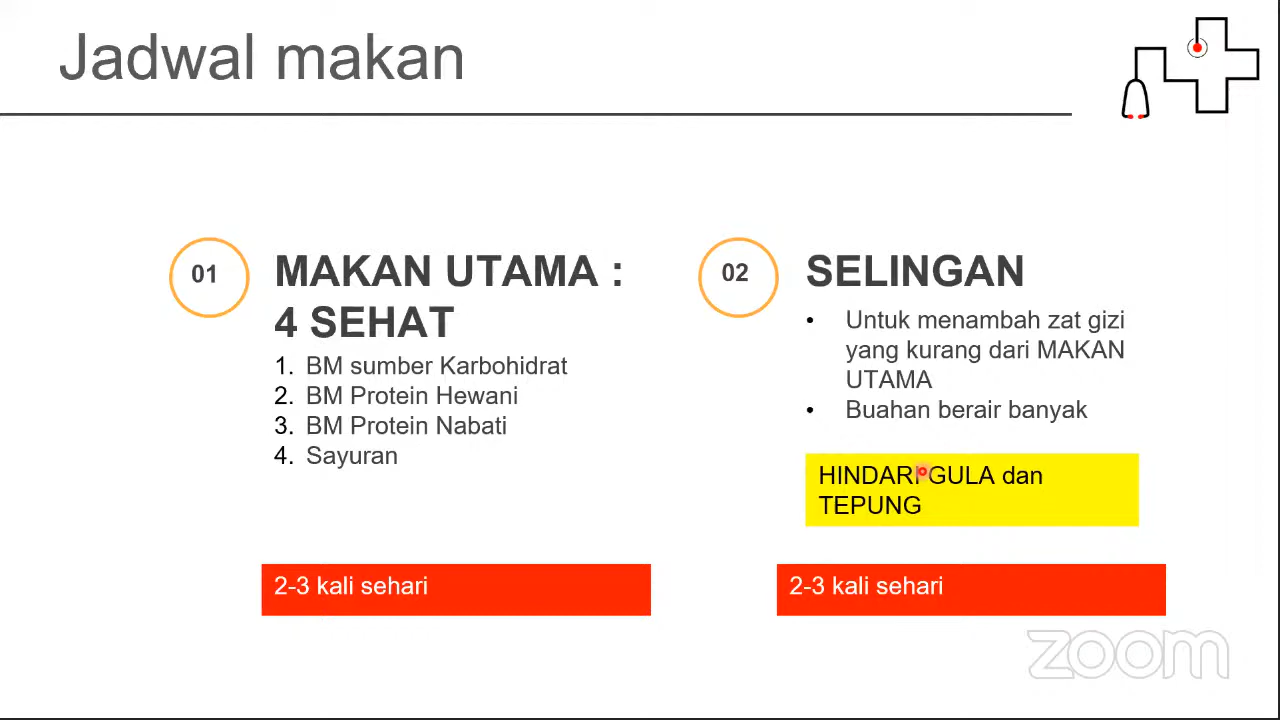 Jadwal makan
01
MAKAN UTAMA :
4 SEHAT
1. BM sumber Karbohidrat
2. BM Protein Hewani
3. BM Protein Nabati
4. Sayuran
2-3 kali sehari
02
SELINGAN
• Untuk menambah zat gizi
yang kurang dari MAKAN
UTAMA
• Buahan berair banyak
HINDARI GULA dan
TEPUNG
2-3 kali sehari
zoom